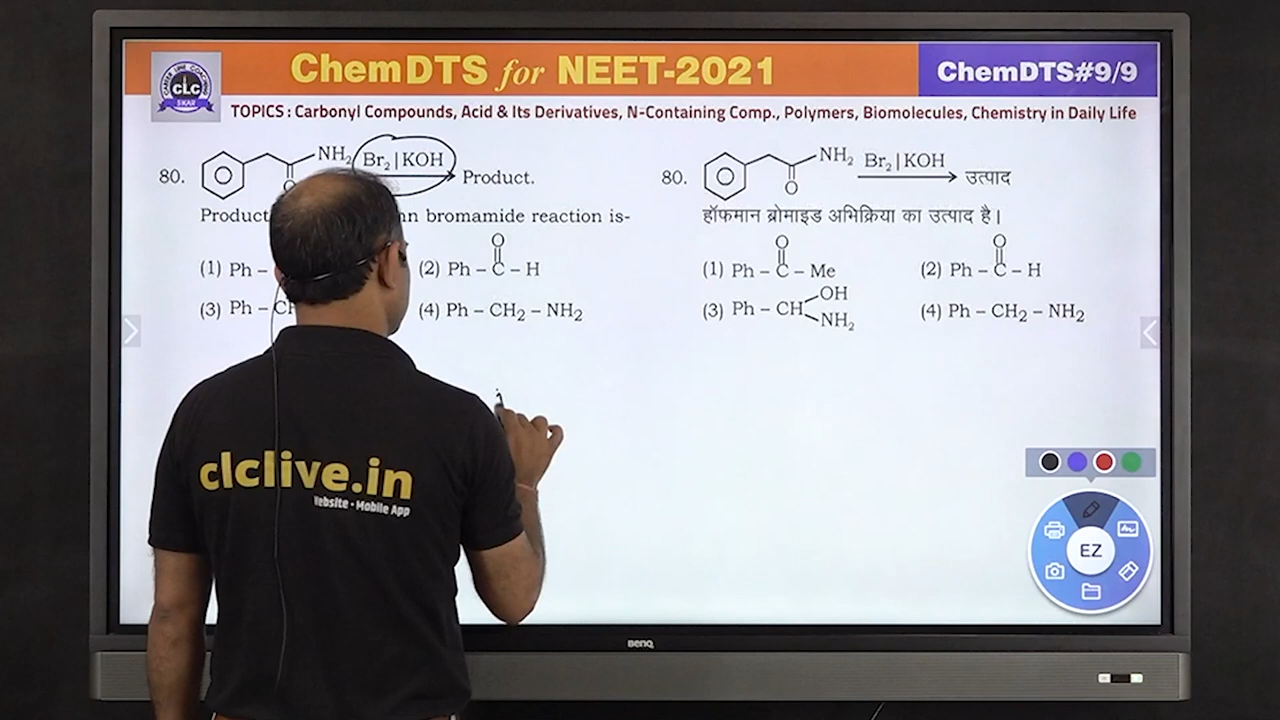 CAREER LINE COACHING
CLC
SIKAR
ChemDTS for NEET-2021
ChemDTS#9/9
TOPICS : Carbonyl Compounds, Acid & Its Derivatives, N-Containing Comp., Polymers, Biomolecules, Chemistry in Daily Life
80. NH2 O Br2|KOH Product.
Product n bromamide reaction is-
(1) Ph – (2) Ph – C – H O
(3) Ph – (4) Ph – CH2 – NH2
80. NH2 O Br2|KOH उत्पाद
हॉफमान ब्रोमाइड अभिक्रिया का उत्पाद है।
(1) Ph – C – Me O (2) Ph – C – H O
(3) Ph – CH OH NH2 (4) Ph – CH2 – NH2
EZ
clclive.in
Website • Mobile App
BenQ